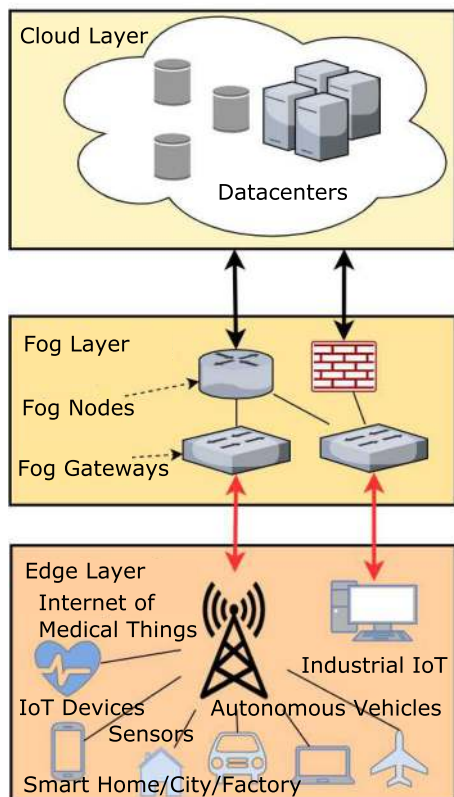 Cloud Layer
Datacenters
Fog Layer
Fog Nodes
Fog Gateways
Edge Layer
Internet of
Medical Things
Industrial IoT
IoT Devices
Autonomous Vehicles
Sensors
Smart Home/City/Factory